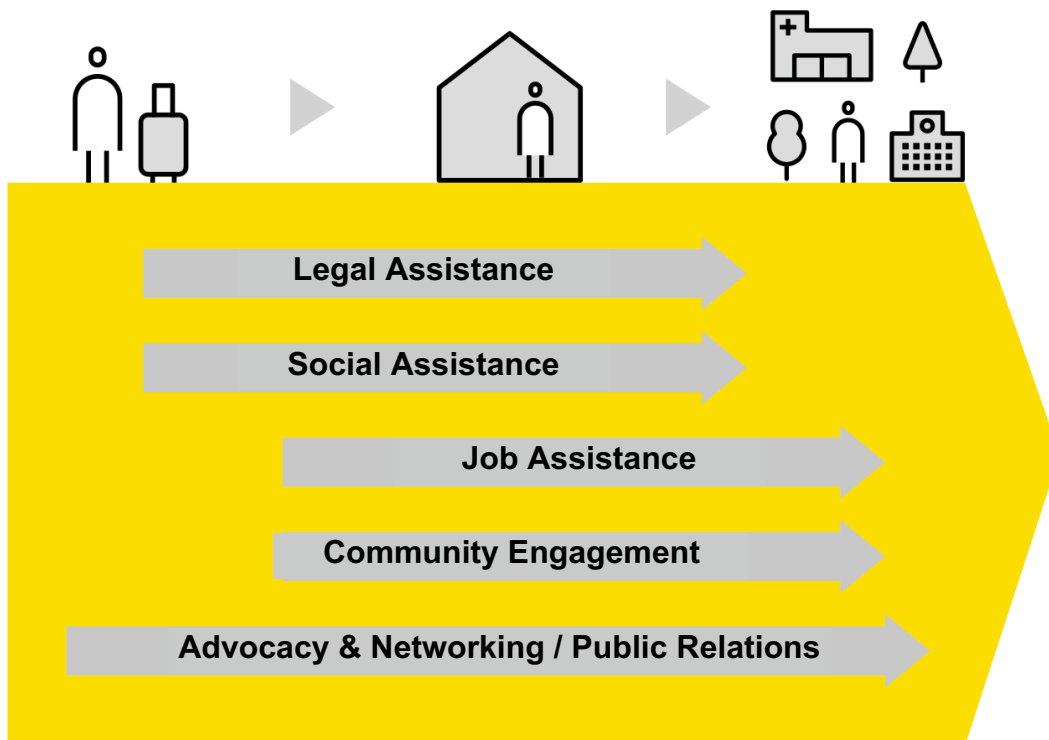 Legal Assistance
Social Assistance
Job Assistance
Community Engagement
Advocacy & Networking / Public Relations